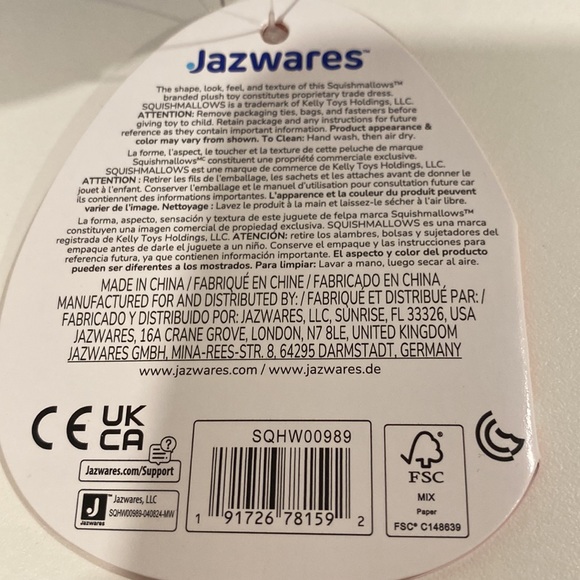 Jazwares™
The shape, look, feel, and texture of this Squishmallows™
branded plush toy constitutes proprietary trade dress.
SQUISHMALLOWS is a trademark of Kelly Toys Holdings, LLC.
ATTENTION: Remove packaging ties, bags, and fasteners before
giving toy to child. Retain package and any instructions for future
reference as they contain important information. Product appearance &
color may vary from shown. To Clean: Hand wash, then air dry.
La forme, l'aspect, le toucher et la texture de cette peluche de marque
Squishmallowsᴹᶜ constituent une propriété commerciale exclusive.
SQUISHMALLOWS est une marque de commerce de Kelly Toys Holdings, LLC.
ATTENTION : Retirer les fils de l'emballage, les sachets et les attaches avant de donner le
jouet à l'enfant. Conserver l'emballage et le manuel d'utilisation pour consultation future car
ils contiennent des informations importantes. L'apparence et la couleur du produit peuvent
varier de l'image. Nettoyage : Lavez le produit à la main et laissez-le sécher à l'air libre.
La forma, aspecto, sensación y textura de este juguete de felpa marca Squishmallows™
constituyen una imagen comercial de propiedad exclusiva. SQUISHMALLOWS es una marca
registrada de Kelly Toys Holdings, LLC. ATENCIÓN: retire los alambres, bolsas y sujetadores del
empaque antes de darle el juguete a un niño. Conserve el empaque y las instrucciones para
referencia futura, ya que contienen información importante. El aspecto y color del producto
pueden ser diferentes a los mostrados. Para limpiar: Lavar a mano, luego secar al aire.
MADE IN CHINA / FABRIQUÉ EN CHINE / FABRICADO EN CHINA
MANUFACTURED FOR AND DISTRIBUTED BY: / FABRIQUÉ ET DISTRIBUÉ PAR: /
FABRICADO Y DISTRIBUIDO POR: JAZWARES, LLC, SUNRISE, FL 33326, USA
JAZWARES, 16A CRANE GROVE, LONDON, N7 8LE, UNITED KINGDOM
JAZWARES GMBH, MINA-REES-STR. 8, 64295 DARMSTADT, GERMANY
www.jazwares.com / www.jazwares.de
CE
UK
CA
?
Jazwares.com/Support
J™
Jazwares
Jazwares, LLC
SQHW00989-040824-MW
SQHW00989
1 91726 78159 2
FSC
MIX
Paper
FSC® C148639